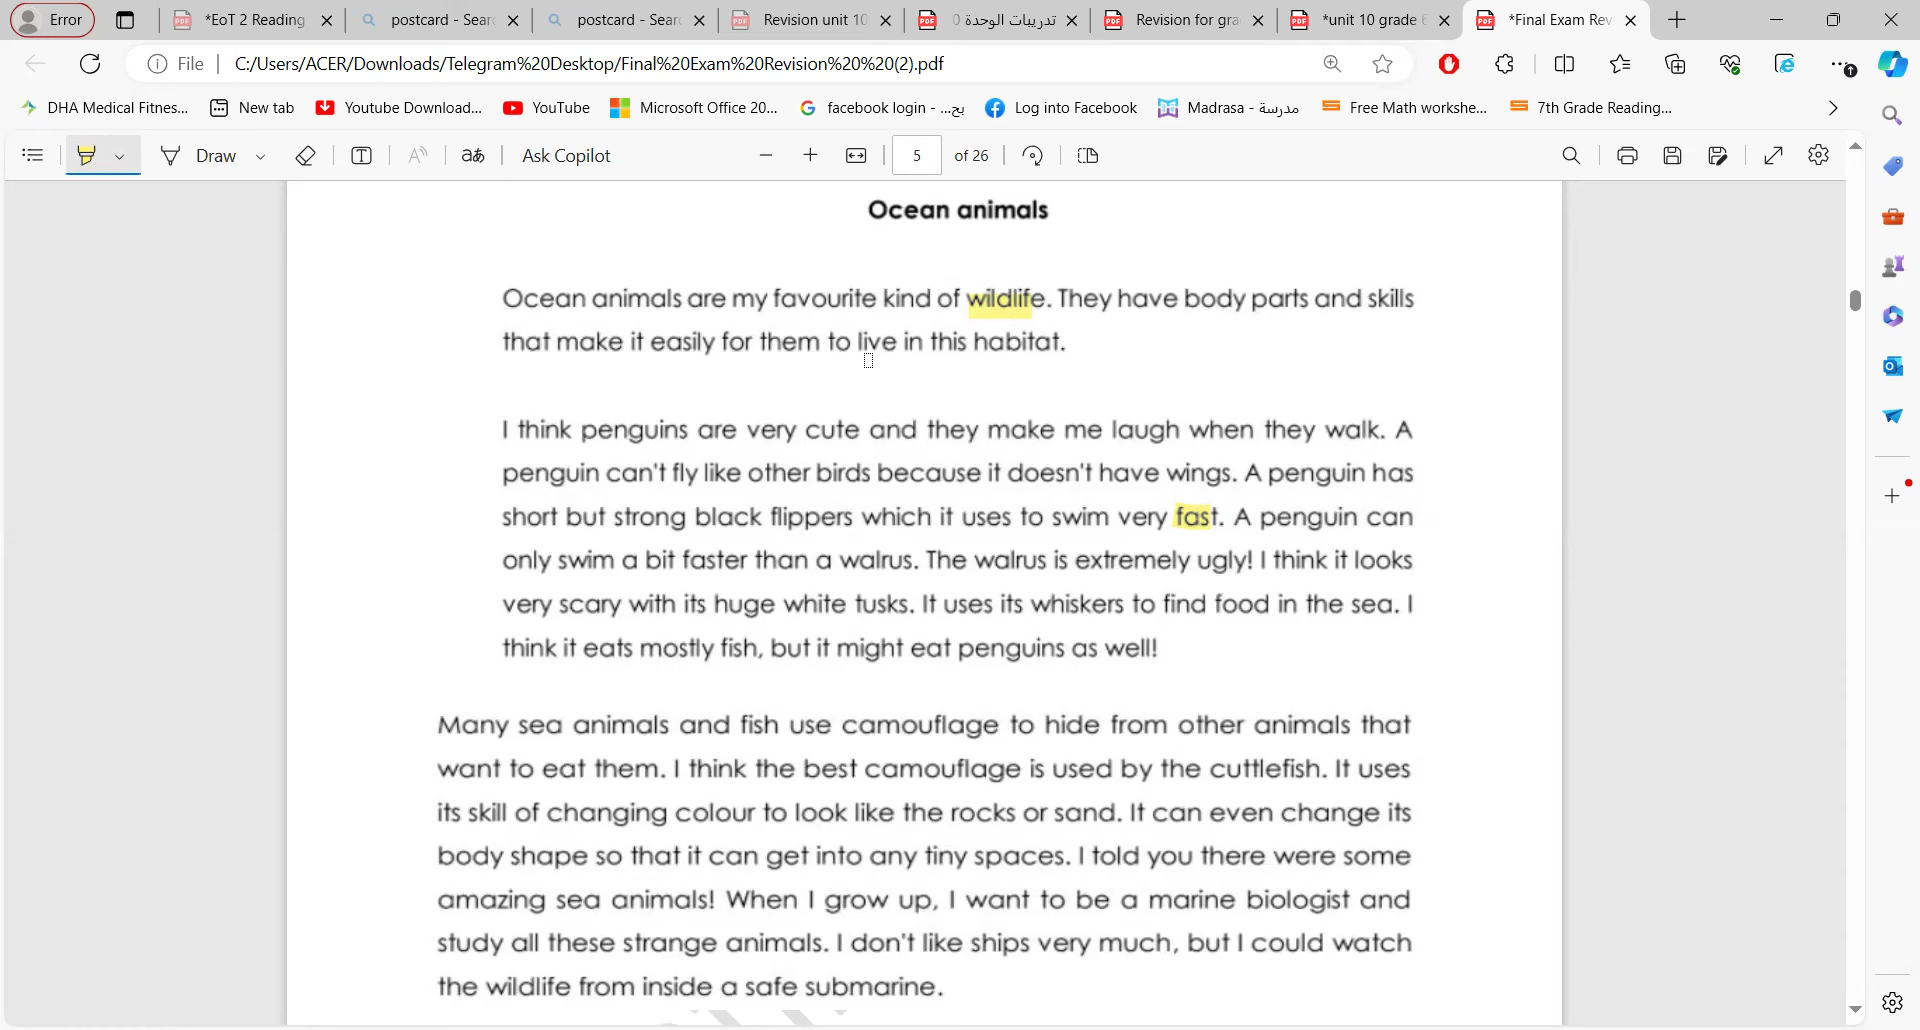 Error
*EoT 2 Reading
postcard - Sear
postcard - Sear
Revision unit 10
تدريبات الوحدة 0
Revision for gra
*unit 10 grade 6
*Final Exam Rev
File
C:/Users/ACER/Downloads/Telegram%20Desktop/Final%20Exam%20Revision%20%20(2).pdf
DHA Medical Fitnes...
New tab
Youtube Download...
YouTube
Microsoft Office 20...
facebook login - ...بح
Log into Facebook
Madrasa - مدرسة
Free Math workshe...
7th Grade Reading...
Draw
Ask Copilot
5
of 26
Ocean animals
Ocean animals are my favourite kind of wildlife. They have body parts and skills
that make it easily for them to live in this habitat.
I think penguins are very cute and they make me laugh when they walk. A
penguin can't fly like other birds because it doesn't have wings. A penguin has
short but strong black flippers which it uses to swim very fast. A penguin can
only swim a bit faster than a walrus. The walrus is extremely ugly! I think it looks
very scary with its huge white tusks. It uses its whiskers to find food in the sea. I
think it eats mostly fish, but it might eat penguins as well!
Many sea animals and fish use camouflage to hide from other animals that
want to eat them. I think the best camouflage is used by the cuttlefish. It uses
its skill of changing colour to look like the rocks or sand. It can even change its
body shape so that it can get into any tiny spaces. I told you there were some
amazing sea animals! When I grow up, I want to be a marine biologist and
study all these strange animals. I don't like ships very much, but I could watch
the wildlife from inside a safe submarine.